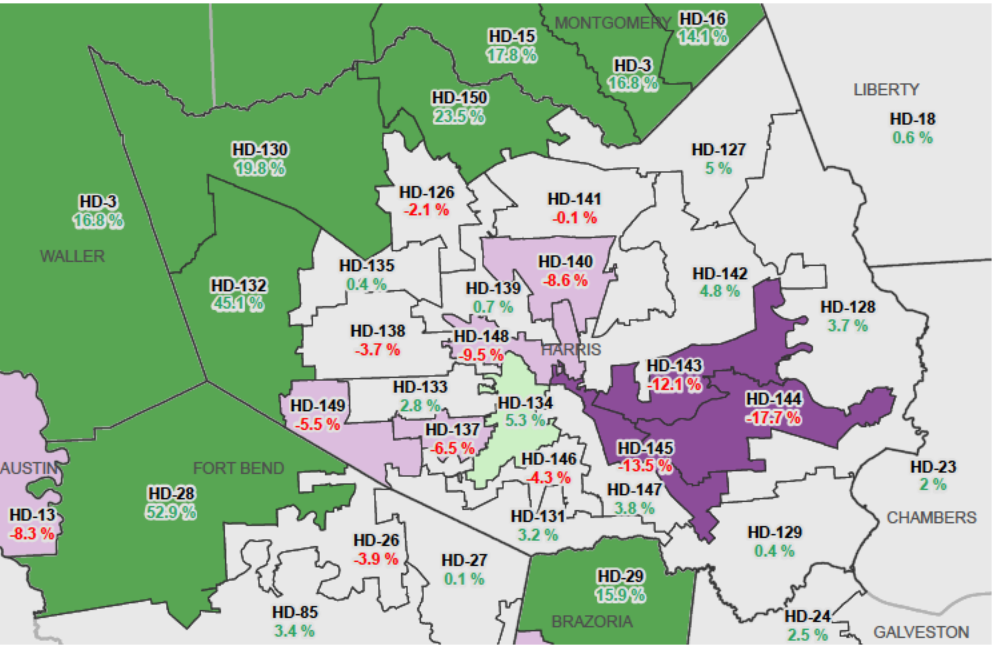 MONTGOMERY
HD-16
14.1 %
HD-15
17.8 %
HD-3
16.8 %
LIBERTY
HD-150
23.5 %
HD-18
0.6 %
HD-130
19.8 %
HD-127
5 %
HD-126
-2.1 %
HD-141
-0.1 %
HD-3
16.8 %
WALLER
HD-140
-8.6 %
HD-135
0.4 %
HD-142
4.8 %
HD-132
45.1 %
HD-139
0.7 %
HD-128
3.7 %
HD-138
-3.7 %
HD-148
-9.5 %
HARRIS
HD-143
-12.1 %
HD-133
2.8 %
HD-144
-17.7 %
HD-149
-5.5 %
HD-134
5.3 %
HD-137
-6.5 %
HD-145
-13.5 %
HD-146
-4.3 %
AUSTIN
FORT BEND
HD-23
2 %
HD-28
52.9 %
HD-147
3.8 %
HD-13
-8.3 %
HD-131
3.2 %
CHAMBERS
HD-129
0.4 %
HD-26
-3.9 %
HD-27
0.1 %
HD-29
15.9 %
HD-85
3.4 %
BRAZORIA
HD-24
2.5 %
GALVESTON